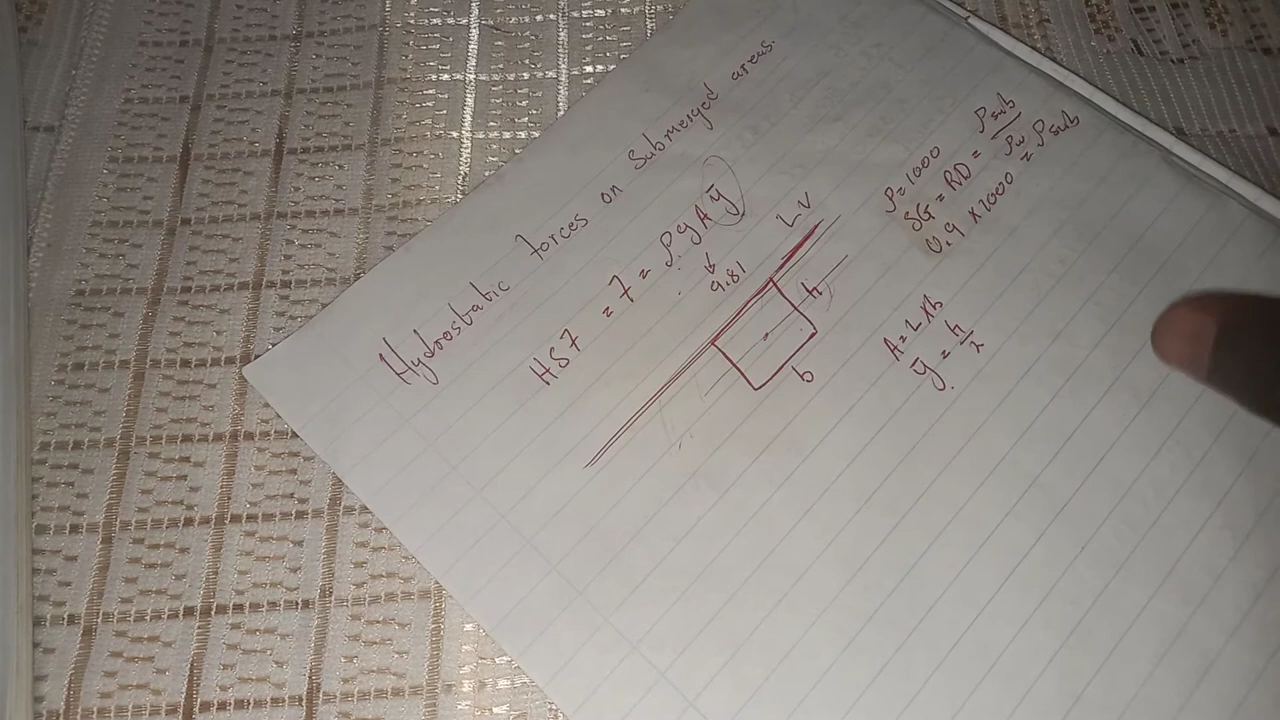 Hydrostatic Forces on Submerged areas.
HSF = F = ρgAȳ
9.81
LV
h
b
ρ=1000
SG = RD = ρsub/ρw
0.9 × 1000 = ρsub
A = L × b
ȳ = h/2